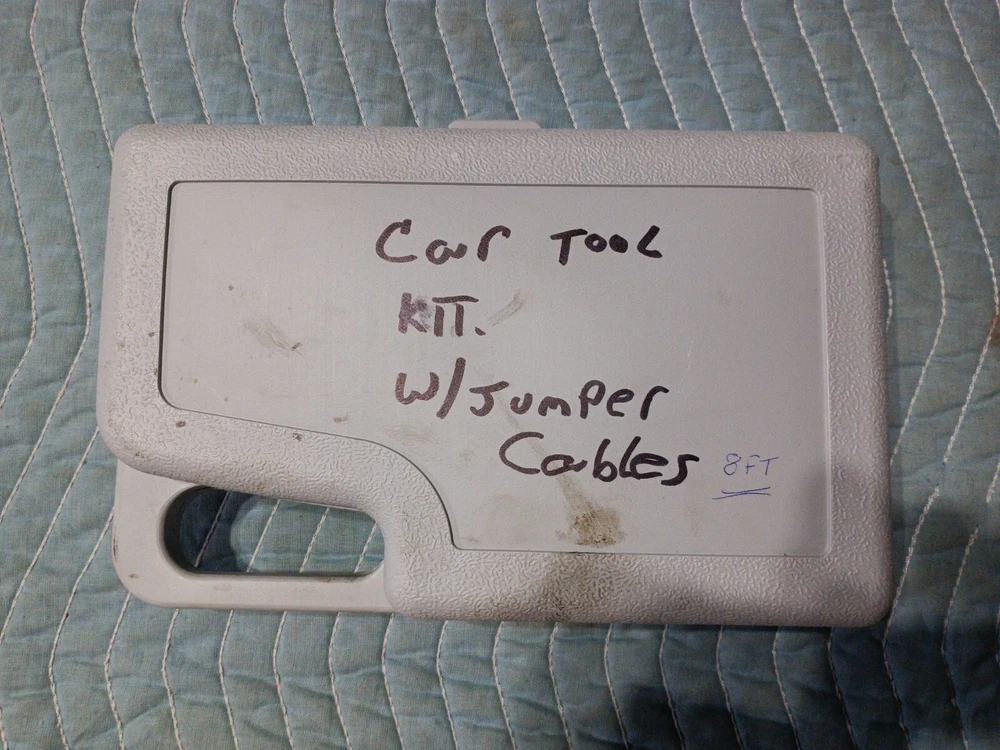 Car TOOL
KIT.
W/Jumper
Cables 8FT